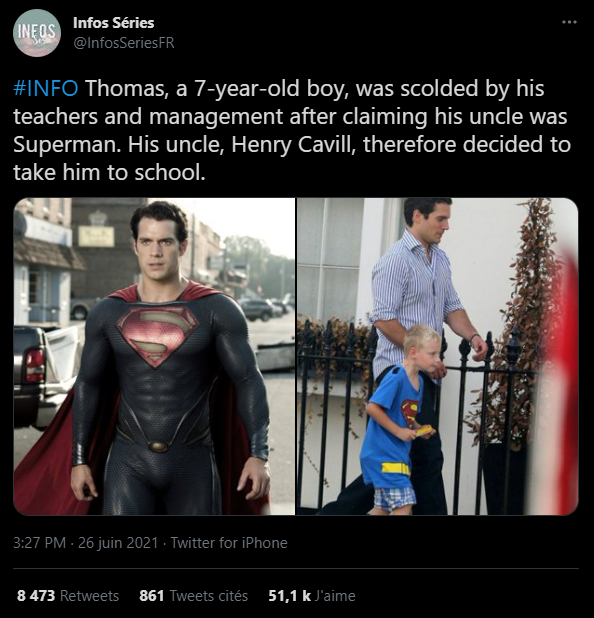 INFOS
Infos Séries
@InfosSeriesFR
#INFO Thomas, a 7-year-old boy, was scolded by his
teachers and management after claiming his uncle was
Superman. His uncle, Henry Cavill, therefore decided to
take him to school.
3:27 PM · 26 juin 2021 · Twitter for iPhone
8 473 Retweets 861 Tweets cités 51,1 k J'aime